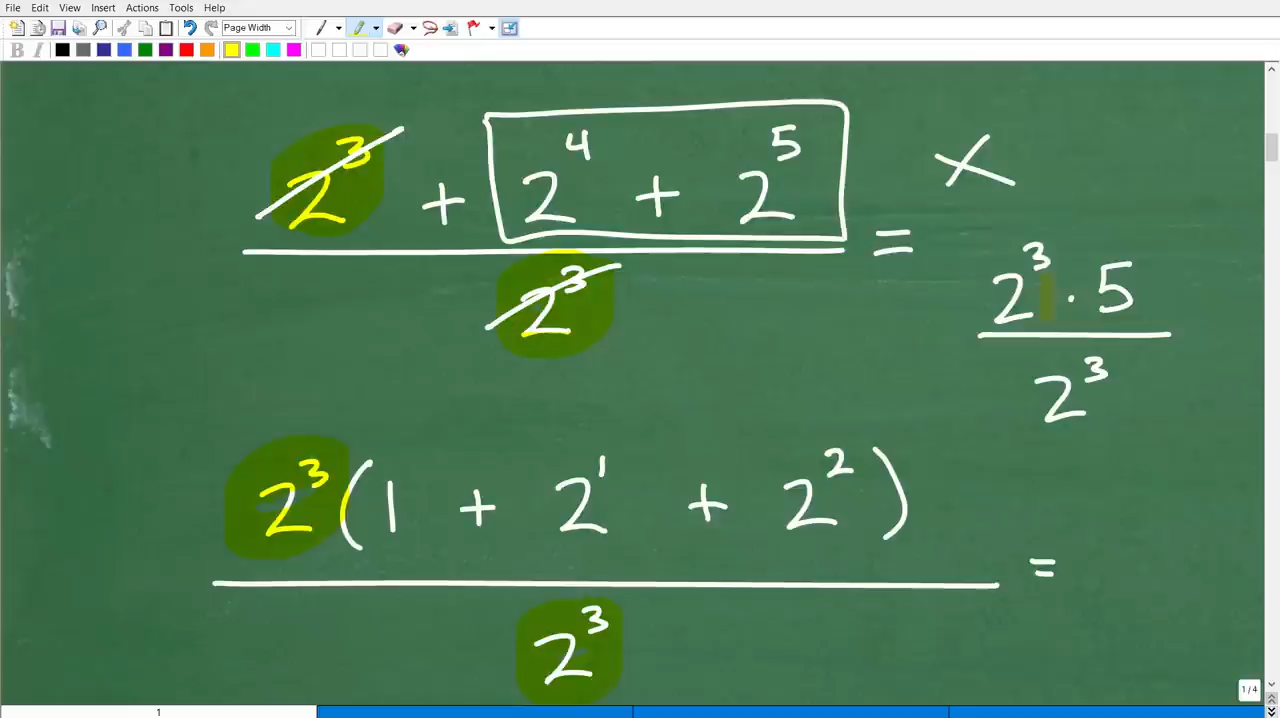 File Edit View Insert Actions Tools Help
Page Width
B I
2³ + 2⁴ + 2⁵ = x
2³
2³ · 5
2³
2³(1 + 2¹ + 2²) =
2³
1 / 4
1